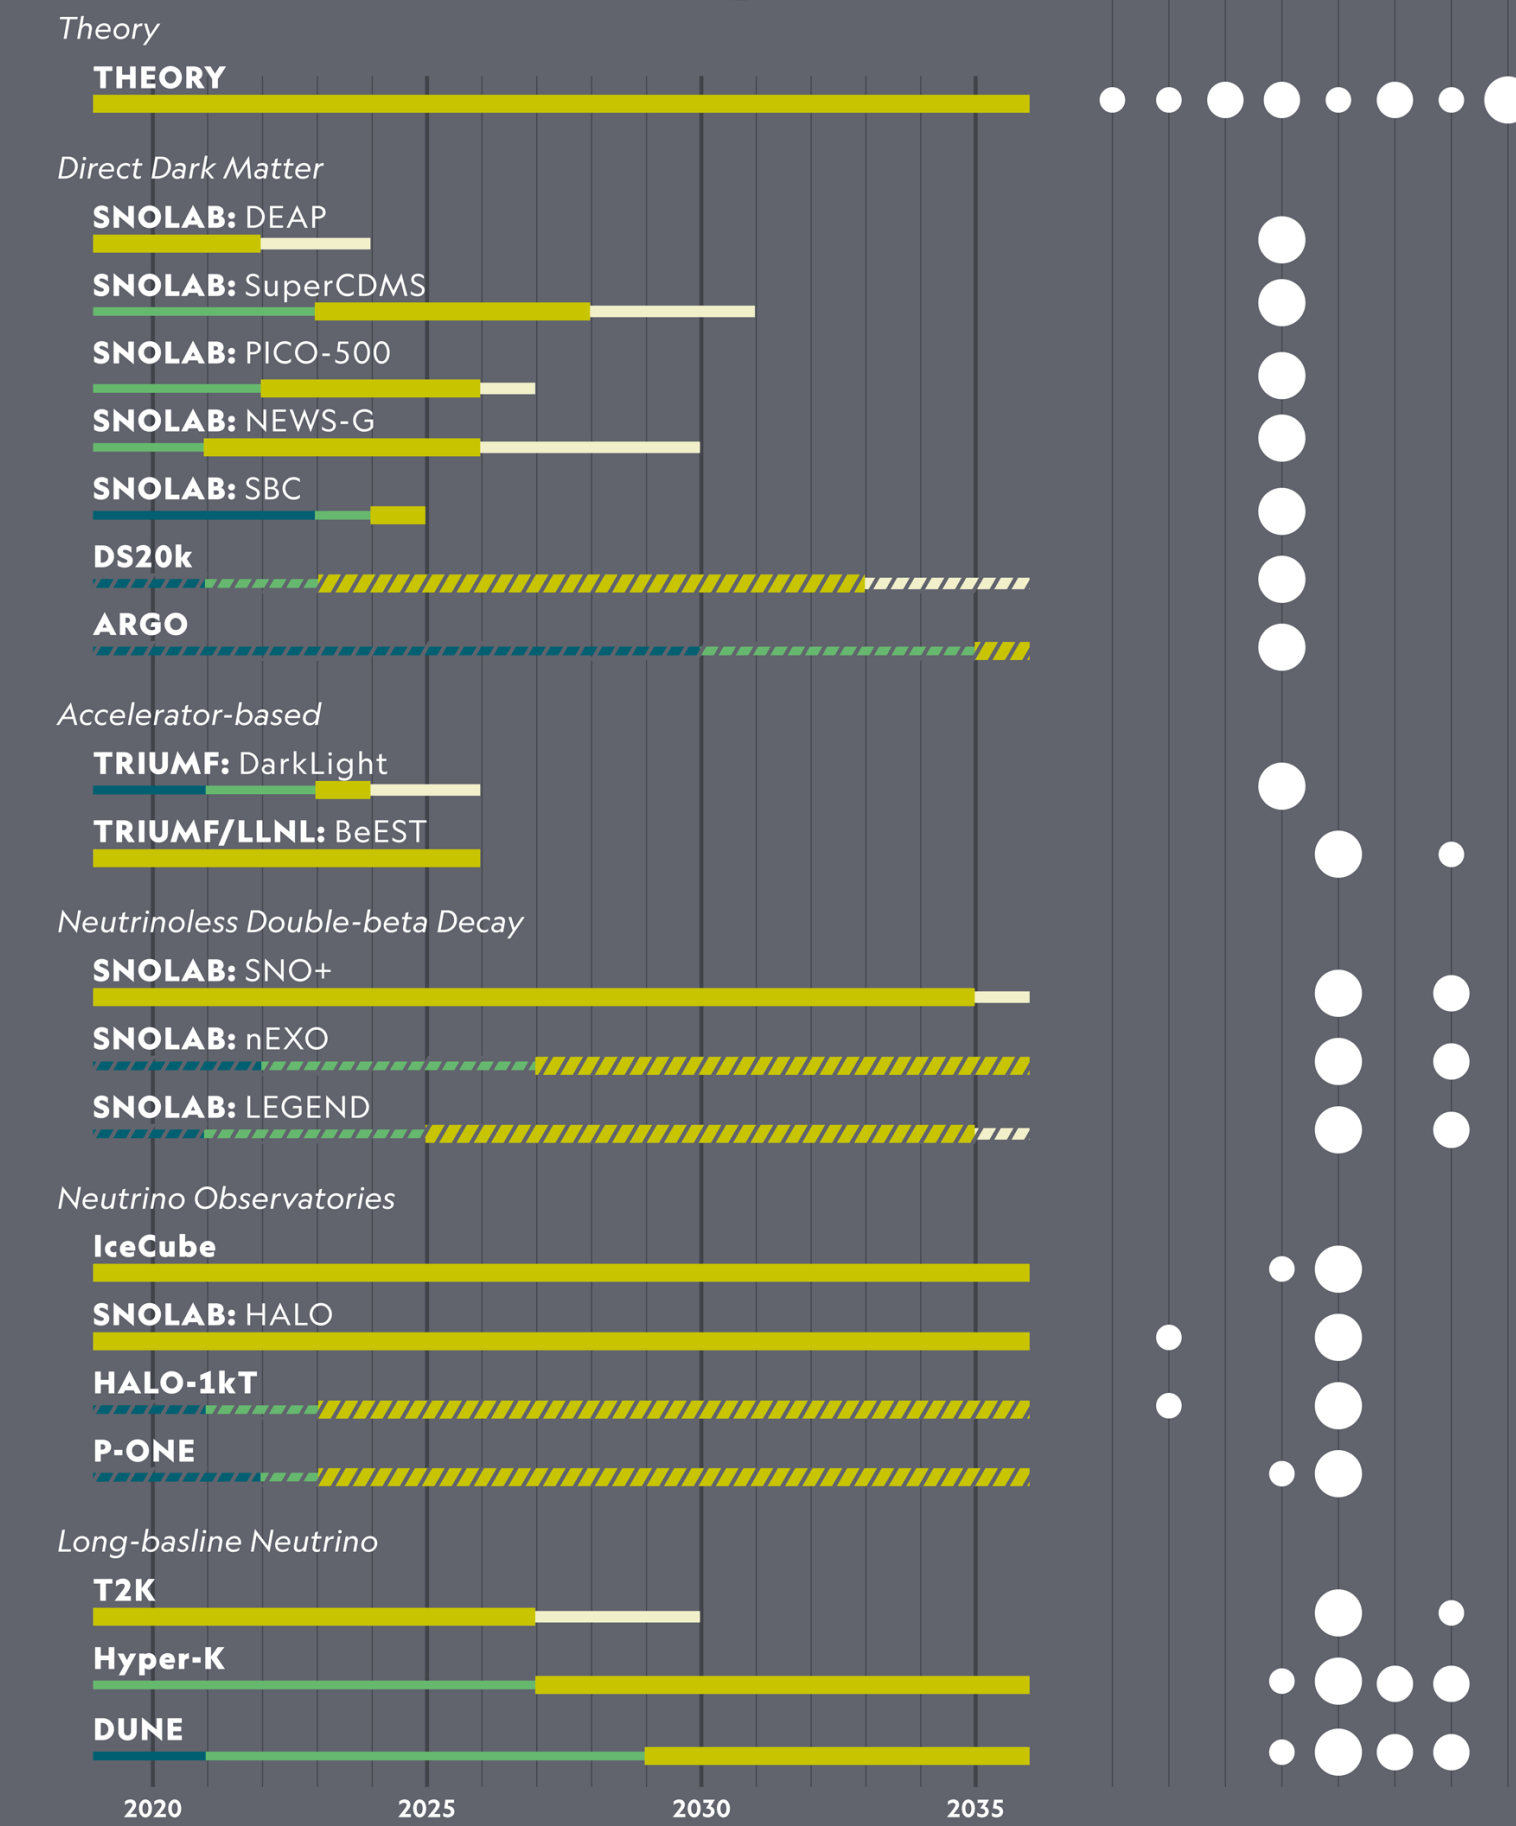 Theory
THEORY
Direct Dark Matter
SNOLAB: DEAP
SNOLAB: SuperCDMS
SNOLAB: PICO-500
SNOLAB: NEWS-G
SNOLAB: SBC
DS20k
ARGO
Accelerator-based
TRIUMF: DarkLight
TRIUMF/LLNL: BeEST
Neutrinoless Double-beta Decay
SNOLAB: SNO+
SNOLAB: nEXO
SNOLAB: LEGEND
Neutrino Observatories
IceCube
SNOLAB: HALO
HALO-1kT
P-ONE
Long-basline Neutrino
T2K
Hyper-K
DUNE
2020 2025 2030 2035